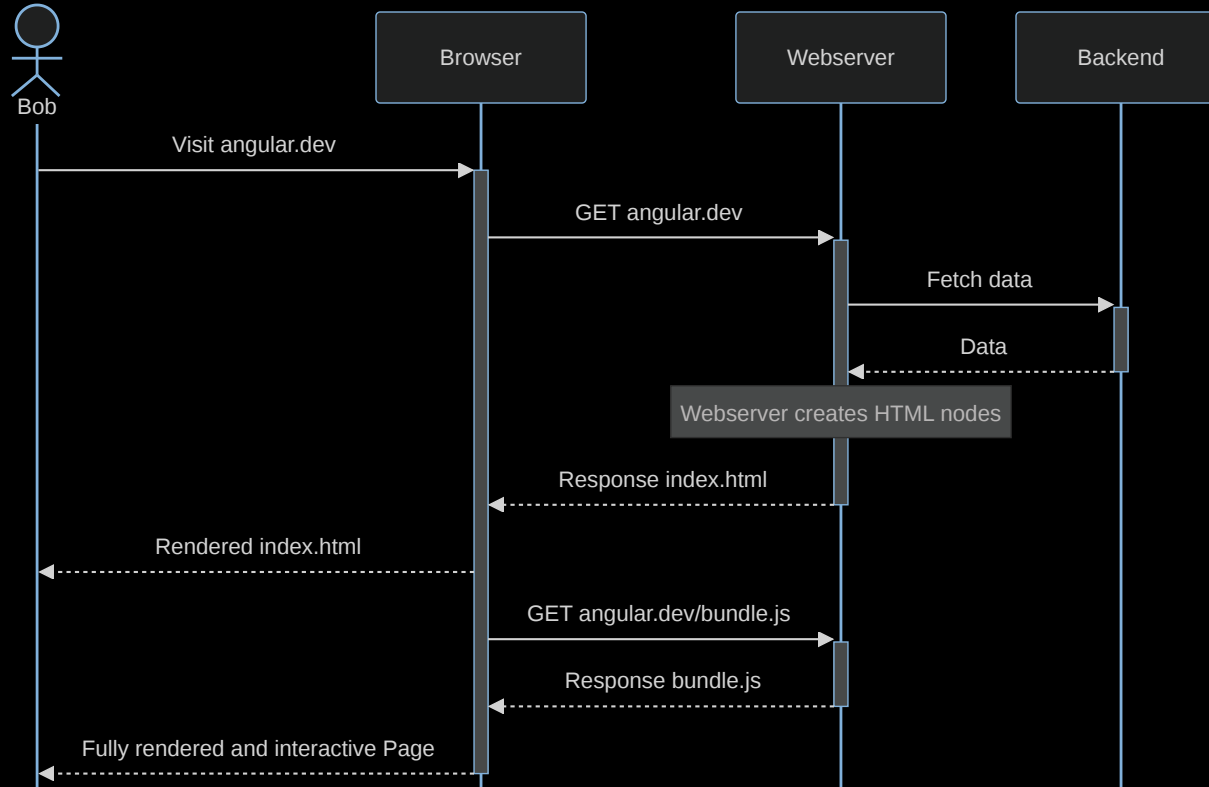 Bob
Browser
Webserver
Backend
Visit angular.dev
GET angular.dev
Fetch data
Data
Webserver creates HTML nodes
Response index.html
Rendered index.html
GET angular.dev/bundle.js
Response bundle.js
Fully rendered and interactive Page